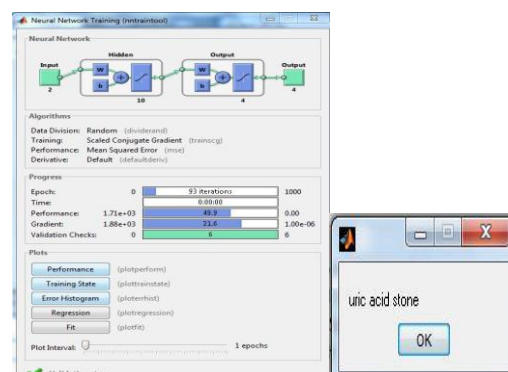 Neural Network Training (nntraintool)
Neural Network
Hidden
Output
Input
Output
W
W
b
b
2
10
4
4
Algorithms
Data Division: Random (dividerand)
Training: Scaled Conjugate Gradient (trainscg)
Performance: Mean Squared Error (mse)
Derivative: Default (defaultderiv)
Progress
Epoch: 0 93 iterations 1000
Time: 0:00:00
Performance: 1.71e+03 49.9 0.00
Gradient: 1.88e+03 21.6 1.00e-06
Validation Checks: 0 6 6
Plots
Performance (plotperform)
Training State (plottrainstate)
Error Histogram (ploterrhist)
Regression (plotregression)
Fit (plotfit)
Plot Interval: 1 epochs
uric acid stone
OK